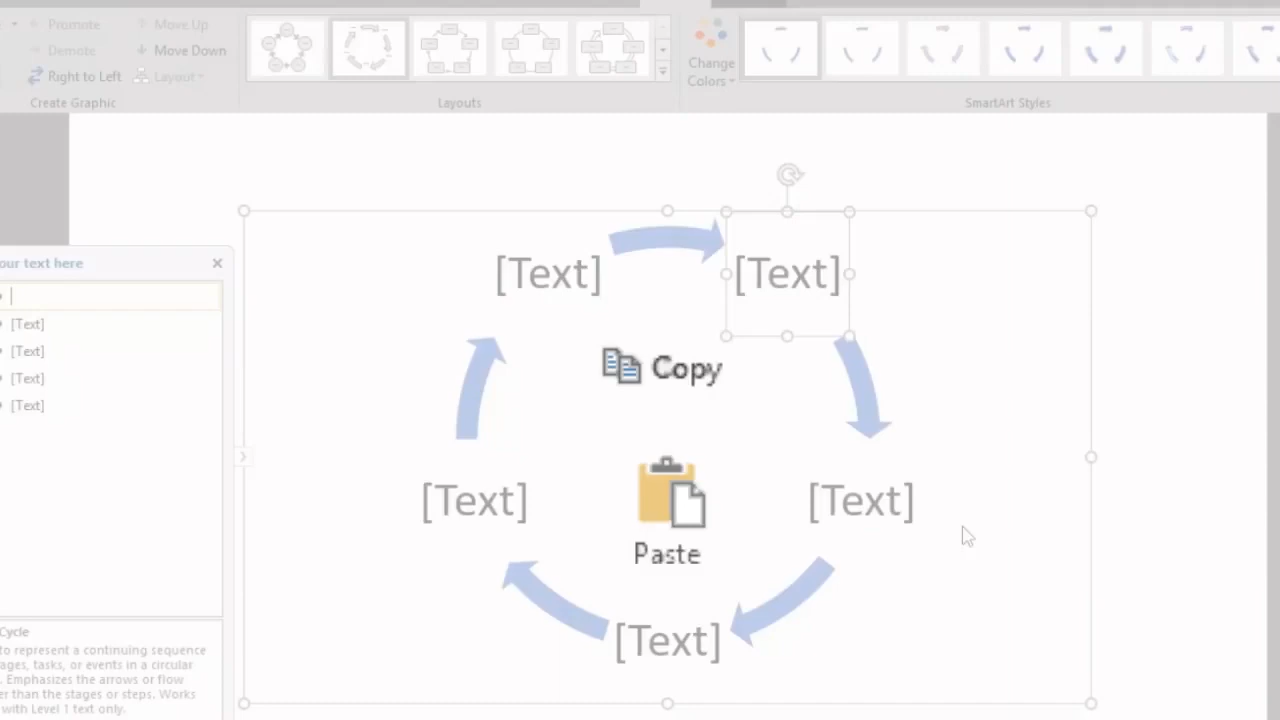 Promote
Move Up
Demote
Move Down
Right to Left
Layout
Create Graphic
Layouts
Change
Colors
SmartArt Styles
our text here
[Text]
[Text]
[Text]
[Text]
[Text]
[Text]
Copy
[Text]
[Text]
Paste
[Text]
Cycle
to represent a continuing sequence
ages, tasks, or events in a circular
. Emphasizes the arrows or flow
er than the stages or steps. Works
with Level 1 text only.